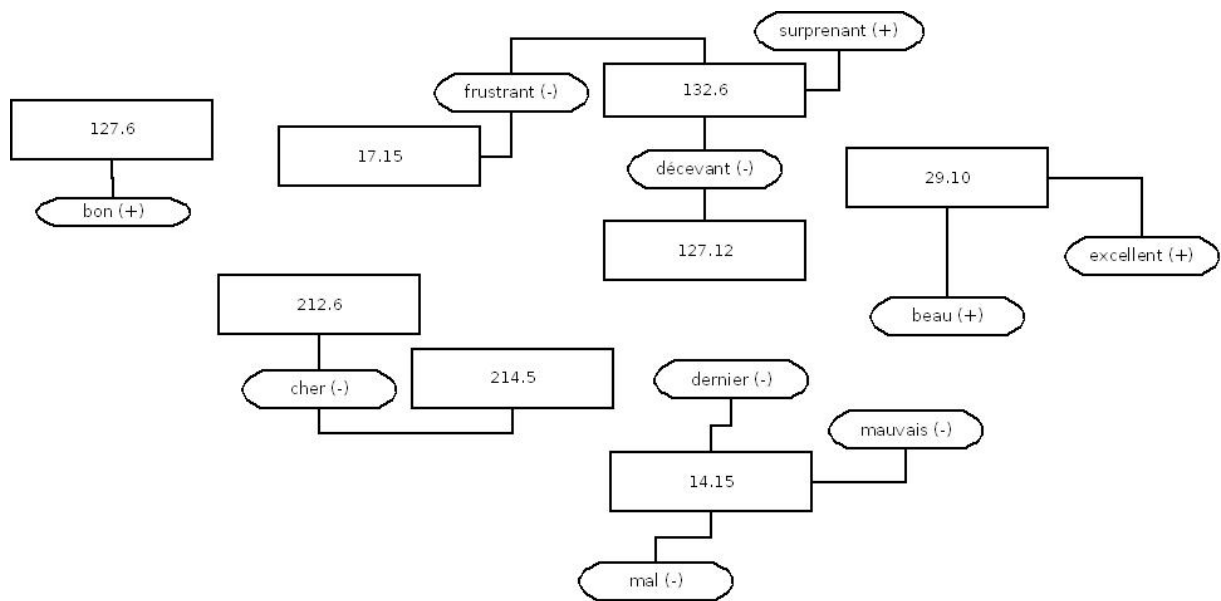 surprenant (+)
frustrant (-)
132.6
127.6
17.15
décevant (-)
29.10
bon (+)
127.12
excellent (+)
212.6
beau (+)
214.5
dernier (-)
cher (-)
mauvais (-)
14.15
mal (-)